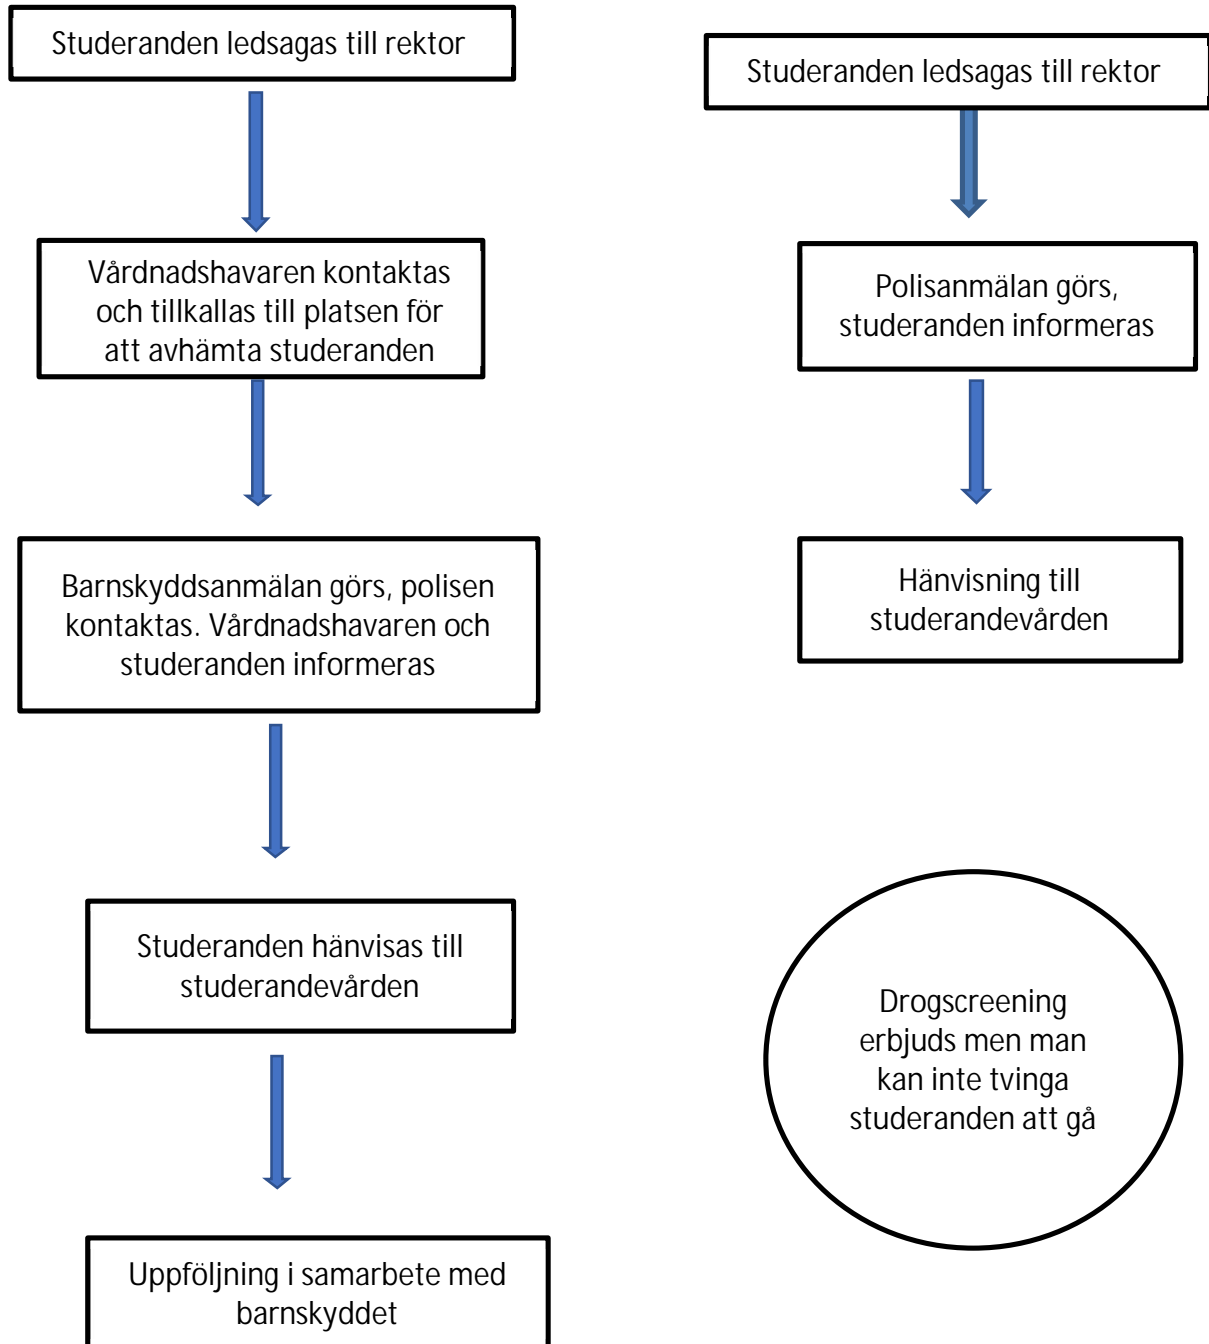 Studeranden ledsagas till rektor
Vårdnadshavaren kontaktas
och tillkallas till platsen för
att avhämta studeranden
Barnskyddsanmälan görs, polisen
kontaktas. Vårdnadshavaren och
studeranden informeras
Studeranden hänvisas till
studerandevården
Uppföljning i samarbete med
barnskyddet
Studeranden ledsagas till rektor
Polisanmälan görs,
studeranden informeras
Hänvisning till
studerandevården
Drogscreening
erbjuds men man
kan inte tvinga
studeranden att gå